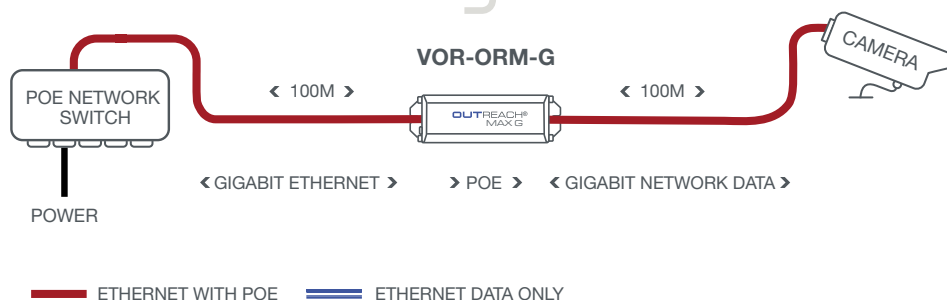 VOR-ORM-G
CAMERA
POE NETWORK
SWITCH
‹ 100M ›
‹ 100M ›
OUTREACH®
MAX G
‹ GIGABIT ETHERNET ›
› POE ›
‹ GIGABIT NETWORK DATA ›
POWER
ETHERNET WITH POE
ETHERNET DATA ONLY